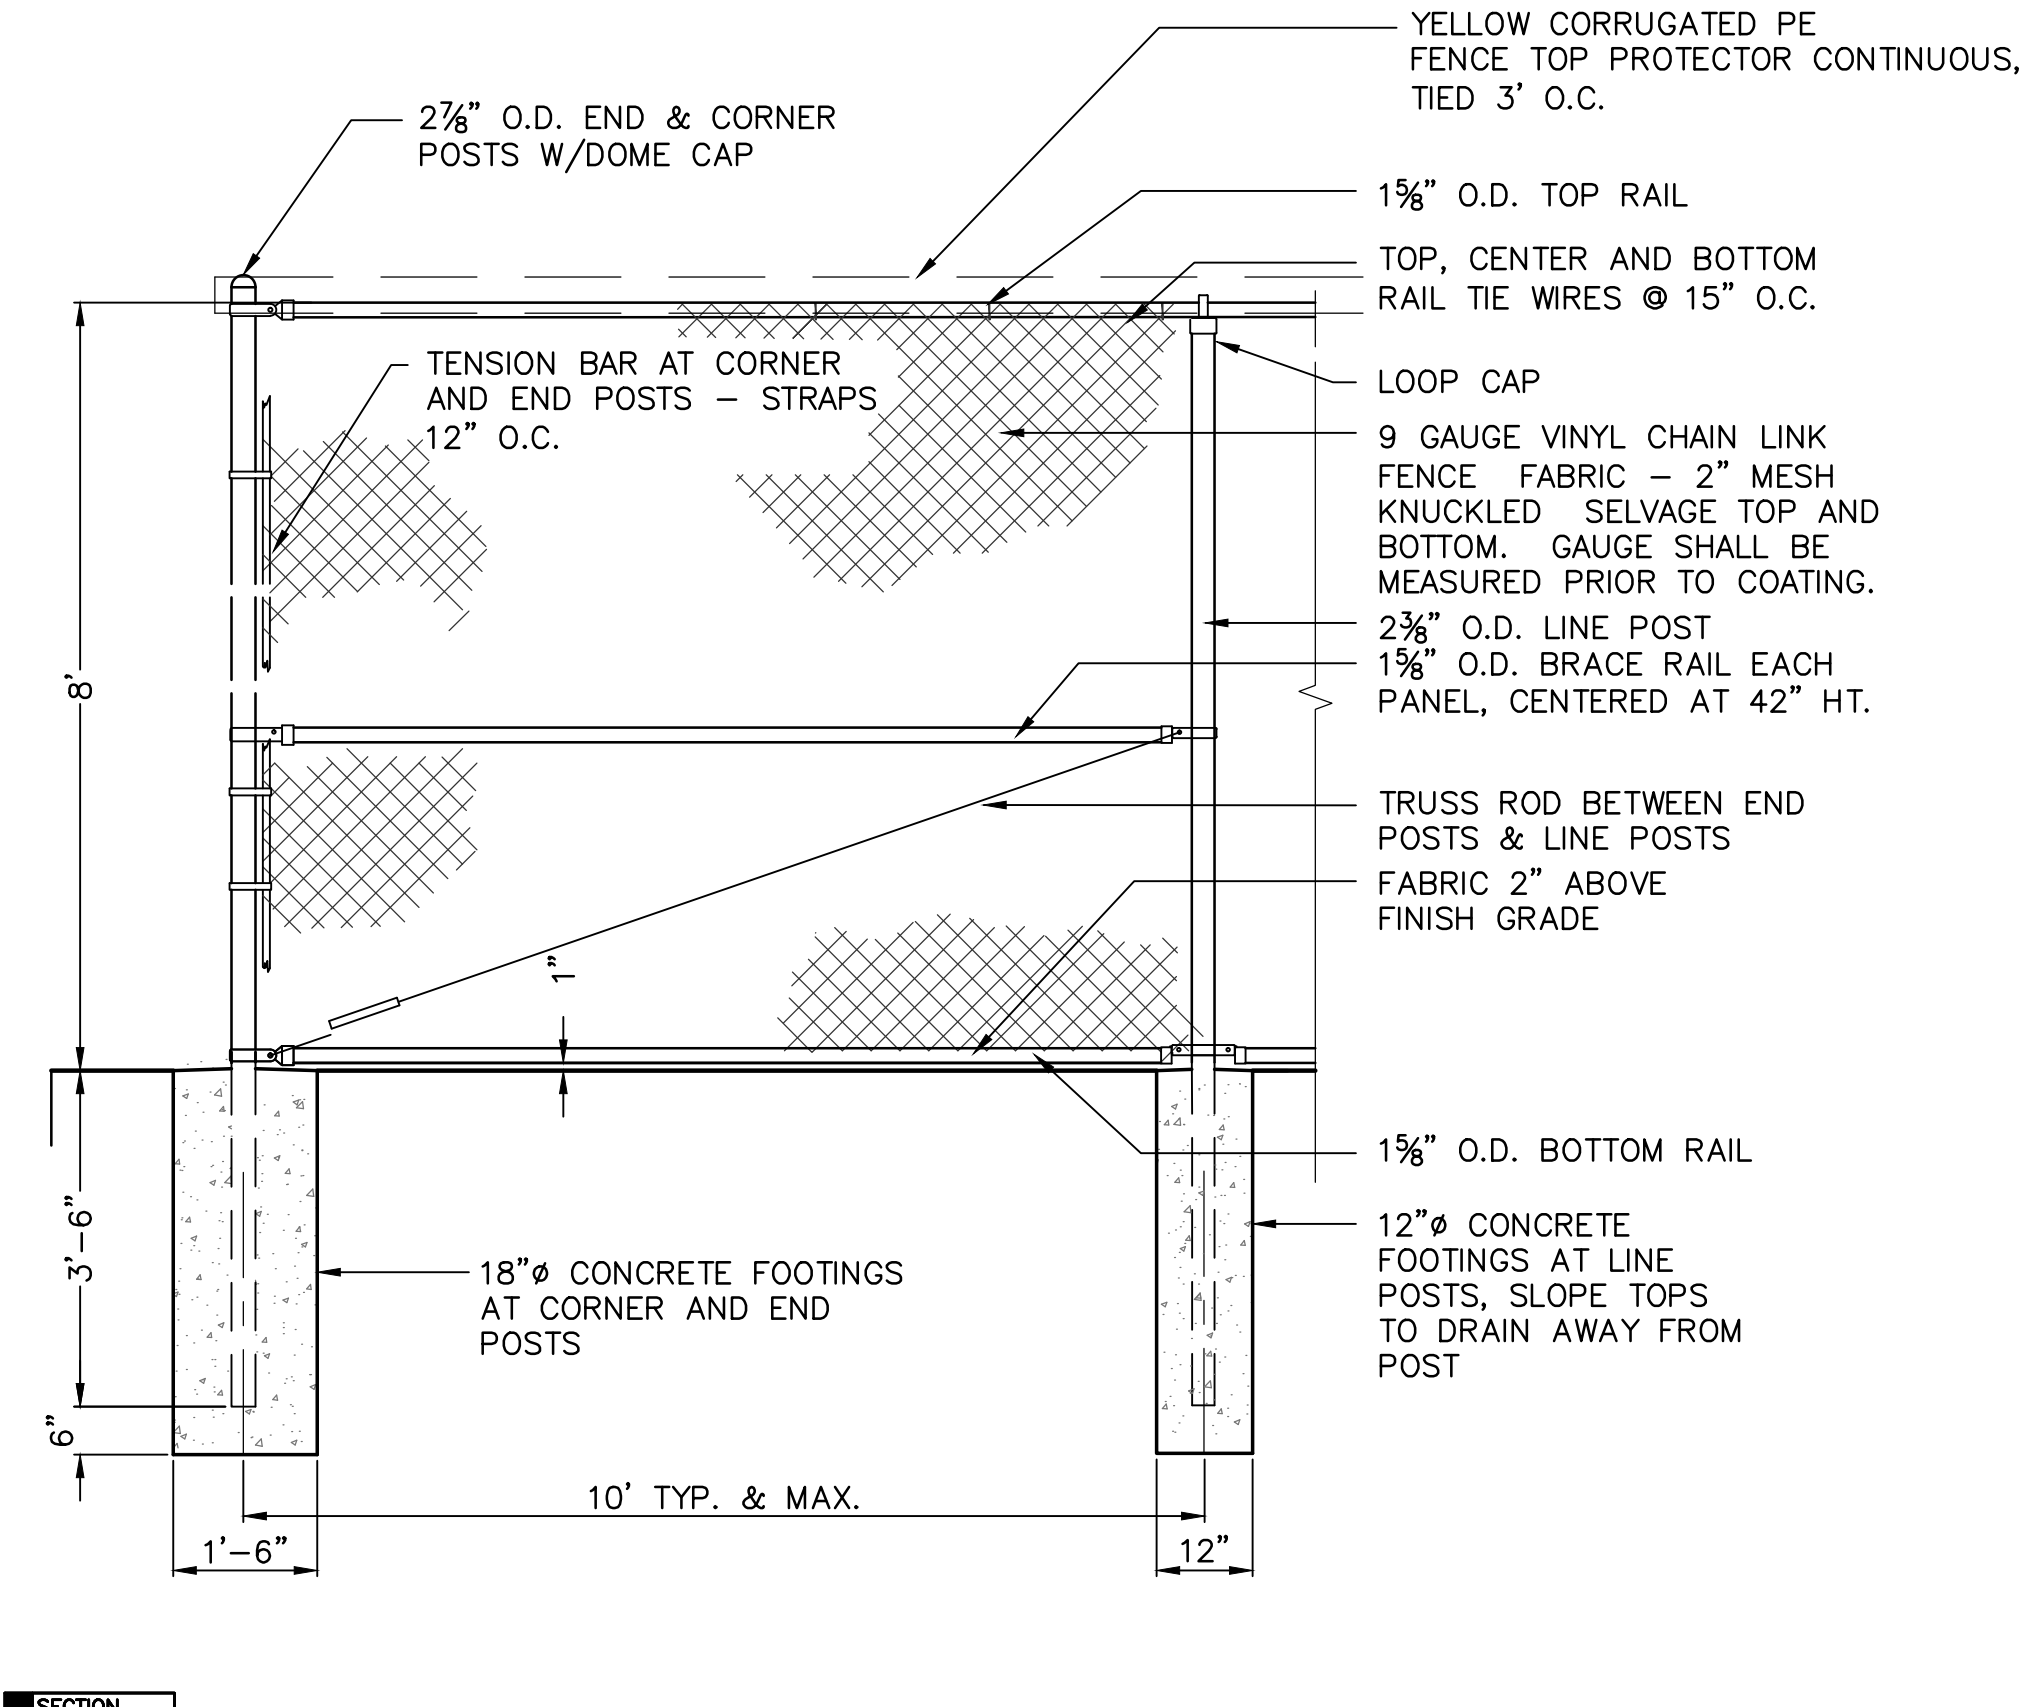 YELLOW CORRUGATED PE
FENCE TOP PROTECTOR CONTINUOUS,
TIED 3' O.C.
2⅞" O.D. END & CORNER
POSTS W/DOME CAP
1⅝" O.D. TOP RAIL
TOP, CENTER AND BOTTOM
RAIL TIE WIRES @ 15" O.C.
TENSION BAR AT CORNER
AND END POSTS – STRAPS
12" O.C.
LOOP CAP
9 GAUGE VINYL CHAIN LINK
FENCE FABRIC – 2" MESH
KNUCKLED SELVAGE TOP AND
BOTTOM. GAUGE SHALL BE
MEASURED PRIOR TO COATING.
2⅜" O.D. LINE POST
1⅝" O.D. BRACE RAIL EACH
PANEL, CENTERED AT 42" HT.
8'
TRUSS ROD BETWEEN END
POSTS & LINE POSTS
FABRIC 2" ABOVE
FINISH GRADE
1"
1⅝" O.D. BOTTOM RAIL
3'–6"
12"ø CONCRETE
FOOTINGS AT LINE
POSTS, SLOPE TOPS
TO DRAIN AWAY FROM
POST
18"ø CONCRETE FOOTINGS
AT CORNER AND END
POSTS
6"
10' TYP. & MAX.
1'–6"
12"
SECTION